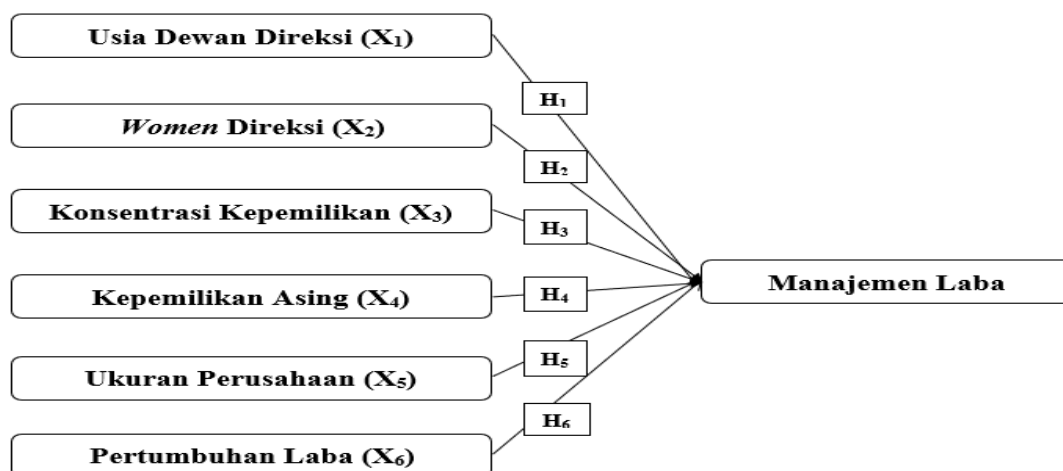 Usia Dewan Direksi (X₁)
H₁
Women Direksi (X₂)
H₂
Konsentrasi Kepemilikan (X₃)
H₃
Kepemilikan Asing (X₄)
H₄
Manajemen Laba
Ukuran Perusahaan (X₅)
H₅
Pertumbuhan Laba (X₆)
H₆